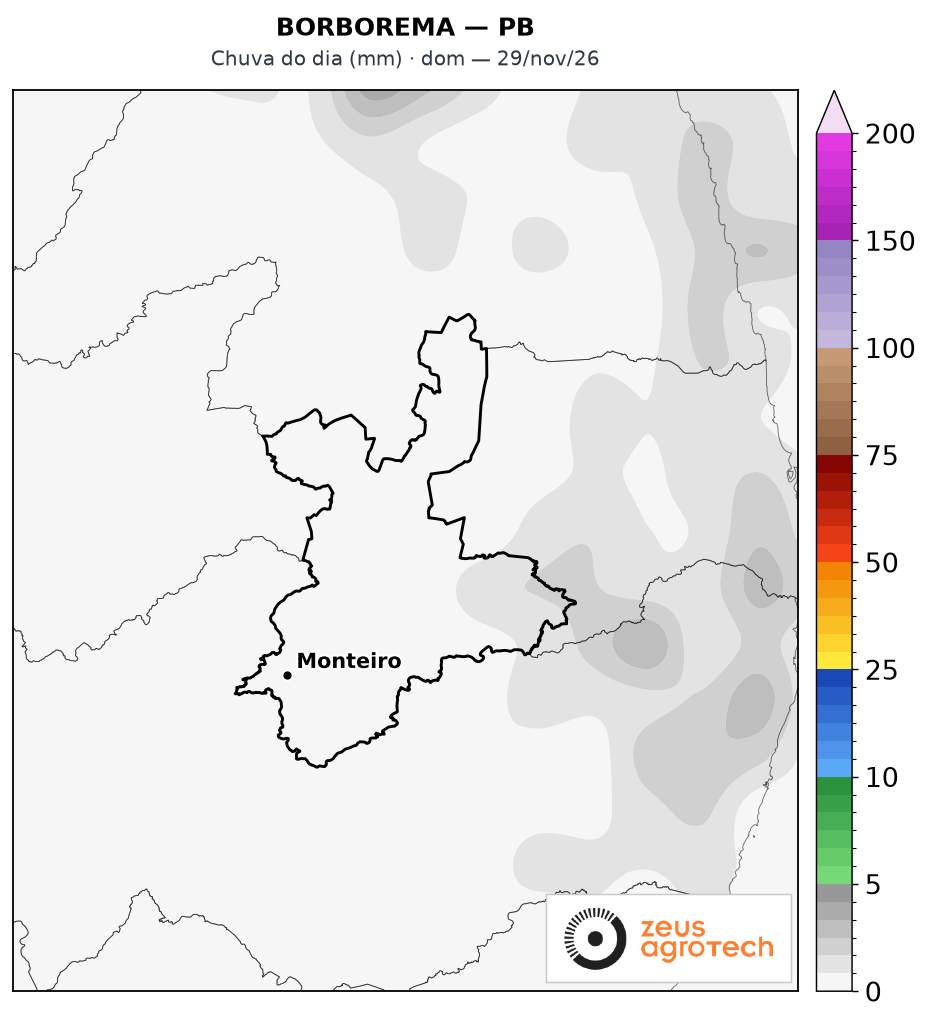 BORBOREMA — PB
Chuva do dia (mm) · dom — 29/nov/26
200
150
100
75
50
25
10
5
0
Monteiro
zeus
agrotech